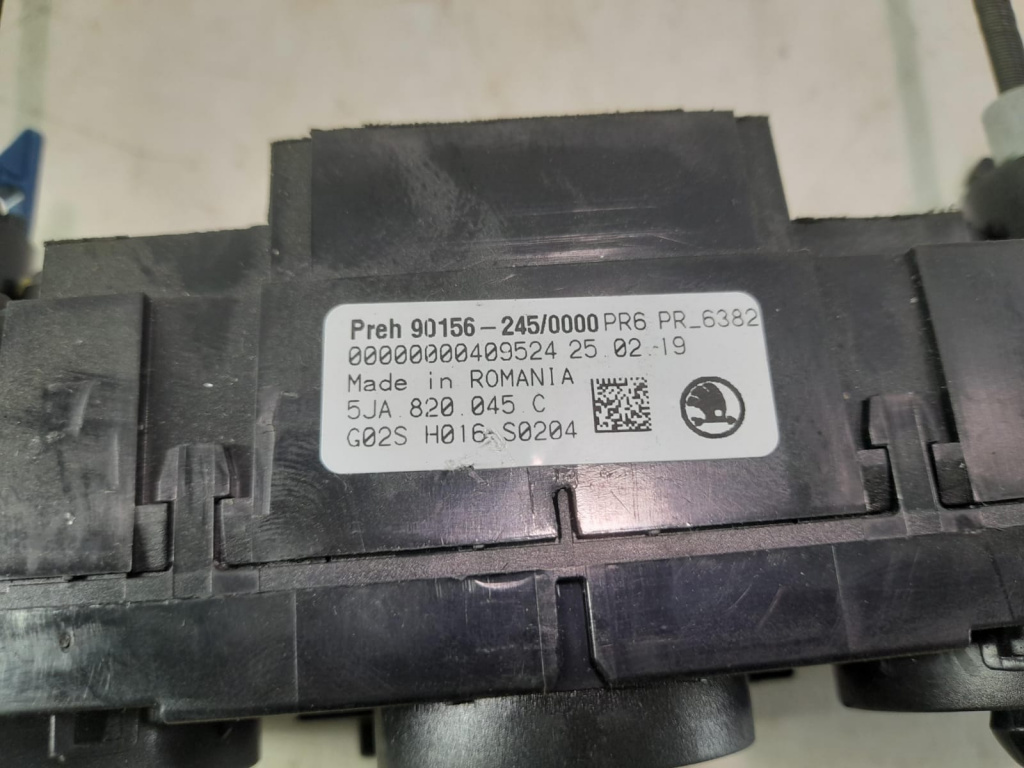 Preh 90156-245/0000 PR6 PR_6382
00000000409524 25.02.-19
Made in ROMANIA
5JA.820.045.C
G02S H016 S0204